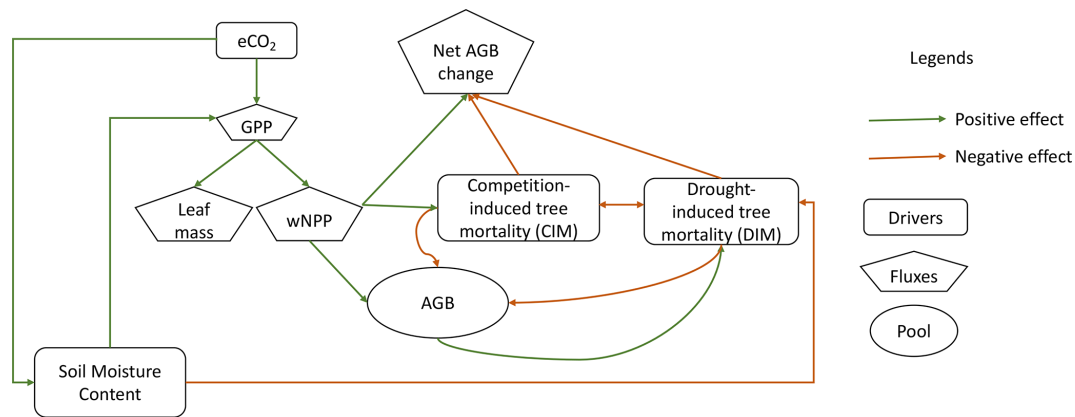 eCO₂
Net AGB
change
Legends
GPP
Positive effect
Negative effect
Leaf
mass
wNPP
Competition-
induced tree
mortality (CIM)
Drought-
induced tree
mortality (DIM)
Drivers
Fluxes
AGB
Pool
Soil Moisture
Content